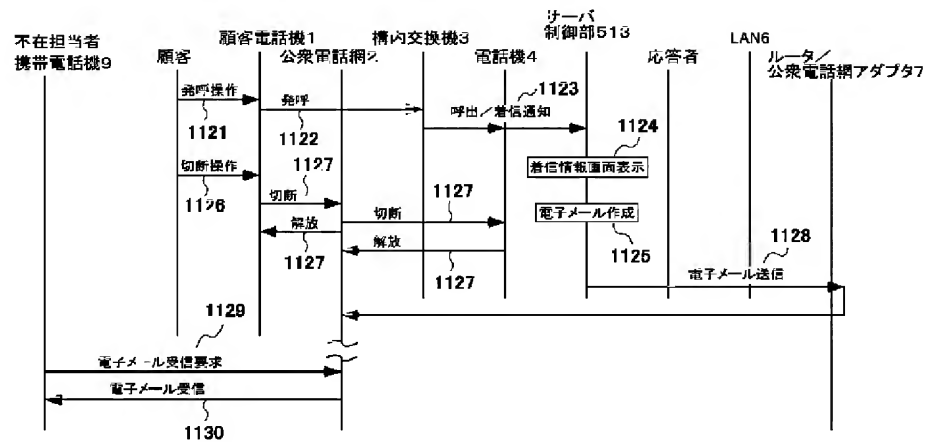 不在担当者
携帯電話機9
顧客
顧客電話機1
公衆電話網2
構内交換機3
電話機4
サーバ
制御部513
応答者
LAN6
ルータ/
公衆電話網アダプタ7
発呼操作
1121
発呼
1122
呼出/着信通知
1123
1124
着信情報画面表示
切断操作
1126
切断
1127
切断
1127
電子メール作成
1125
解放
1127
解放
1127
1128
電子メール送信
1129
電子メール受信要求
電子メール受信
1130